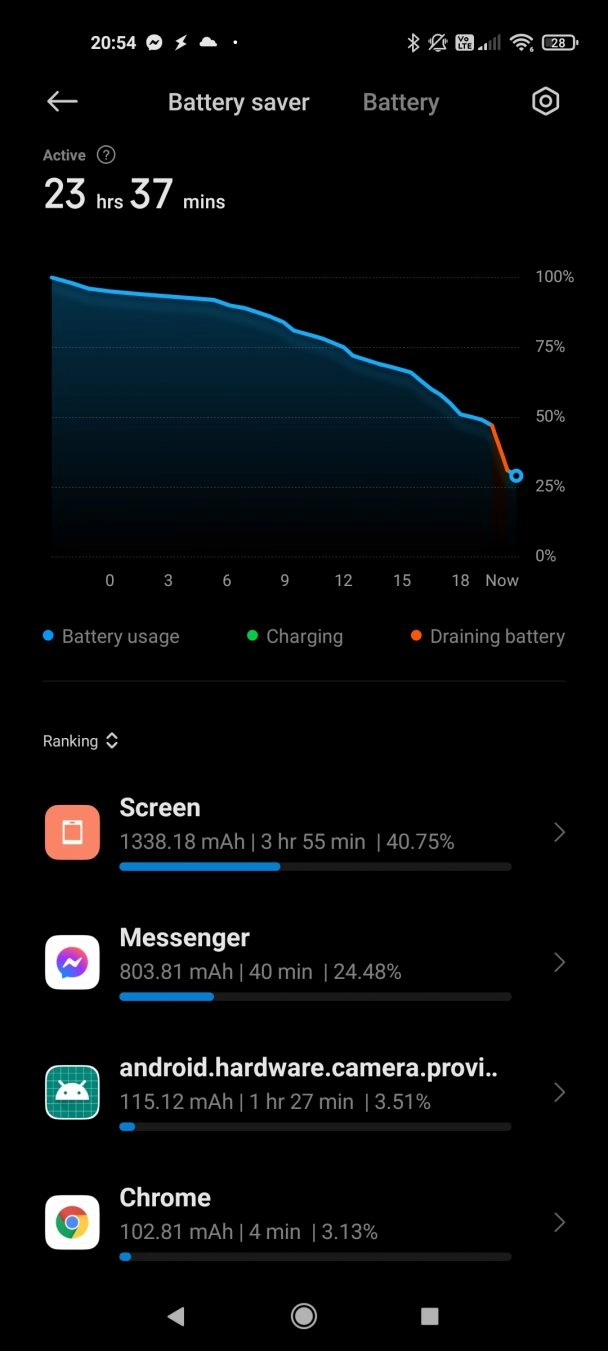 20:54 Vo LTE 6 28
Battery saver Battery
Active ?
23 hrs 37 mins
100%
75%
50%
25%
0%
0 3 6 9 12 15 18 Now
Battery usage Charging Draining battery
Ranking
Screen
1338.18 mAh | 3 hr 55 min | 40.75%
Messenger
803.81 mAh | 40 min | 24.48%
android.hardware.camera.provi..
115.12 mAh | 1 hr 27 min | 3.51%
Chrome
102.81 mAh | 4 min | 3.13%